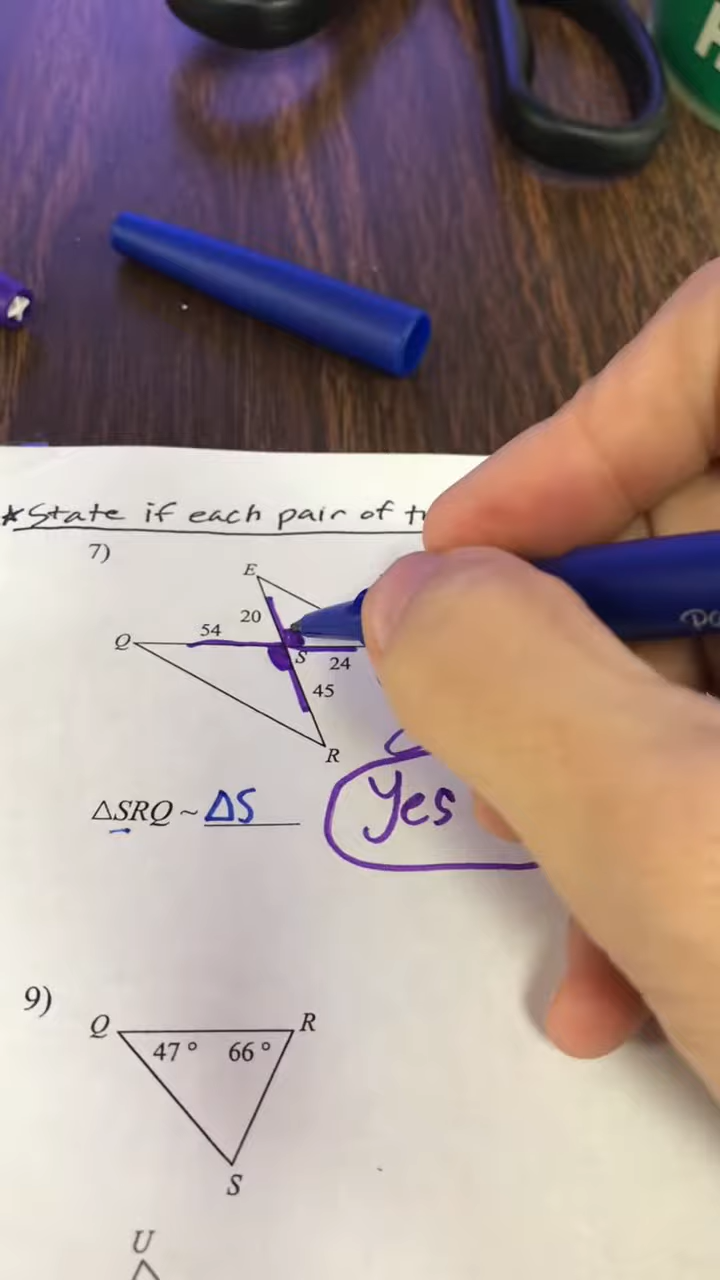 *State if each pair of
7)
E
20
54
Q
S
24
45
R
△SRQ ~ △S
Yes
9)
Q
R
47°
66°
S
U